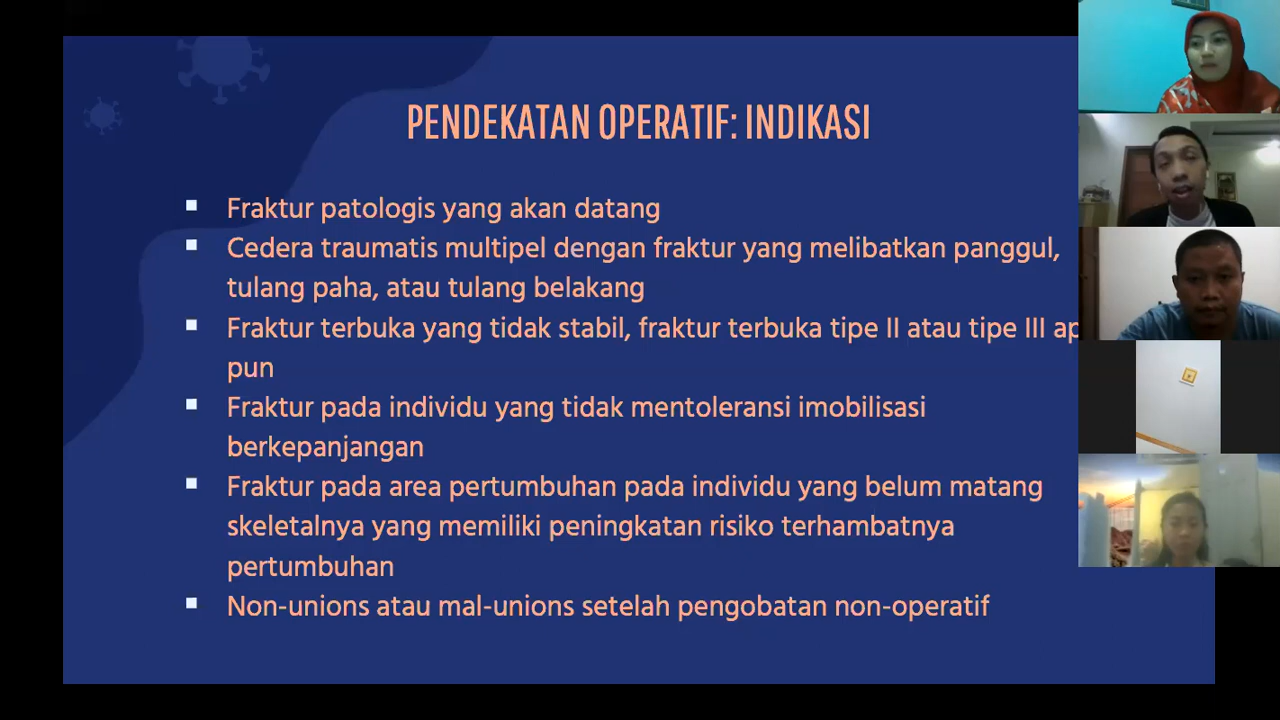 PENDEKATAN OPERATIF: INDIKASI
▪ Fraktur patologis yang akan datang
▪ Cedera traumatis multipel dengan fraktur yang melibatkan panggul,
tulang paha, atau tulang belakang
▪ Fraktur terbuka yang tidak stabil, fraktur terbuka tipe II atau tipe III ap
pun
▪ Fraktur pada individu yang tidak mentoleransi imobilisasi
berkepanjangan
▪ Fraktur pada area pertumbuhan pada individu yang belum matang
skeletalnya yang memiliki peningkatan risiko terhambatnya
pertumbuhan
▪ Non-unions atau mal-unions setelah pengobatan non-operatif